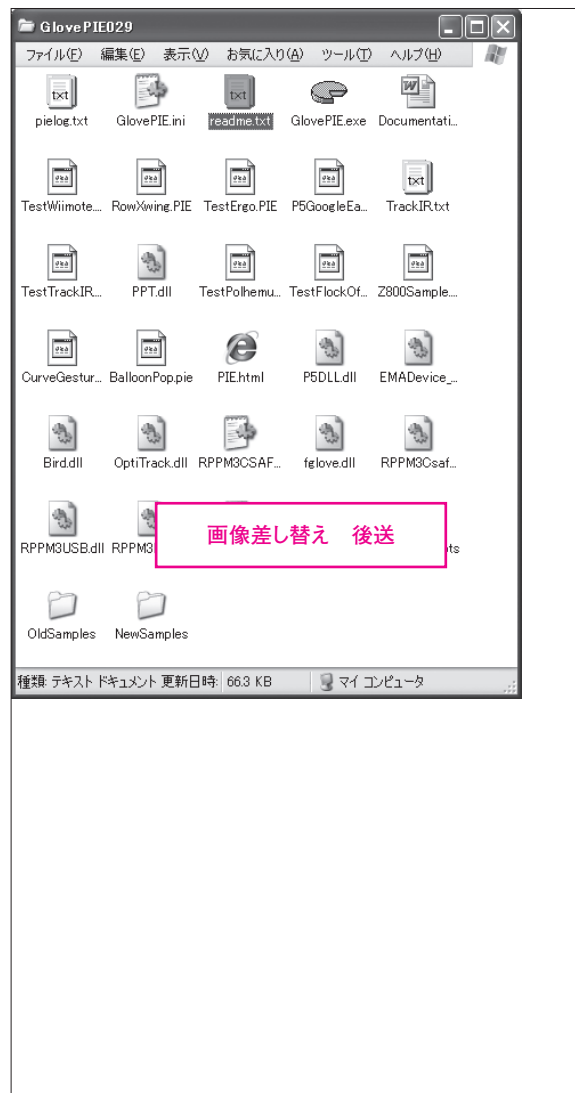 GlovePIE029
ファイル(F) 編集(E) 表示(V) お気に入り(A) ツール(T) ヘルプ(H)
pielog.txt GlovePIE.ini readme.txt GlovePIE.exe Documentati...
TestWiimote... RowXwing.PIE TestErgo.PIE P5GoogleEa... TrackIR.txt
TestTrackIR... PPT.dll TestPolhemu... TestFlockOf... Z800Sample...
CurveGestur... BalloonPop.pie PIE.html P5DLL.dll EMADevice_...
Bird.dll OptiTrack.dll RPPM3CSAF... fglove.dll RPPM3Csaf...
画像差し替え 後送
RPPM3USB.dll RPPM3 ts
OldSamples NewSamples
種類: テキスト ドキュメント 更新日時: 66.3 KB マイ コンピュータ